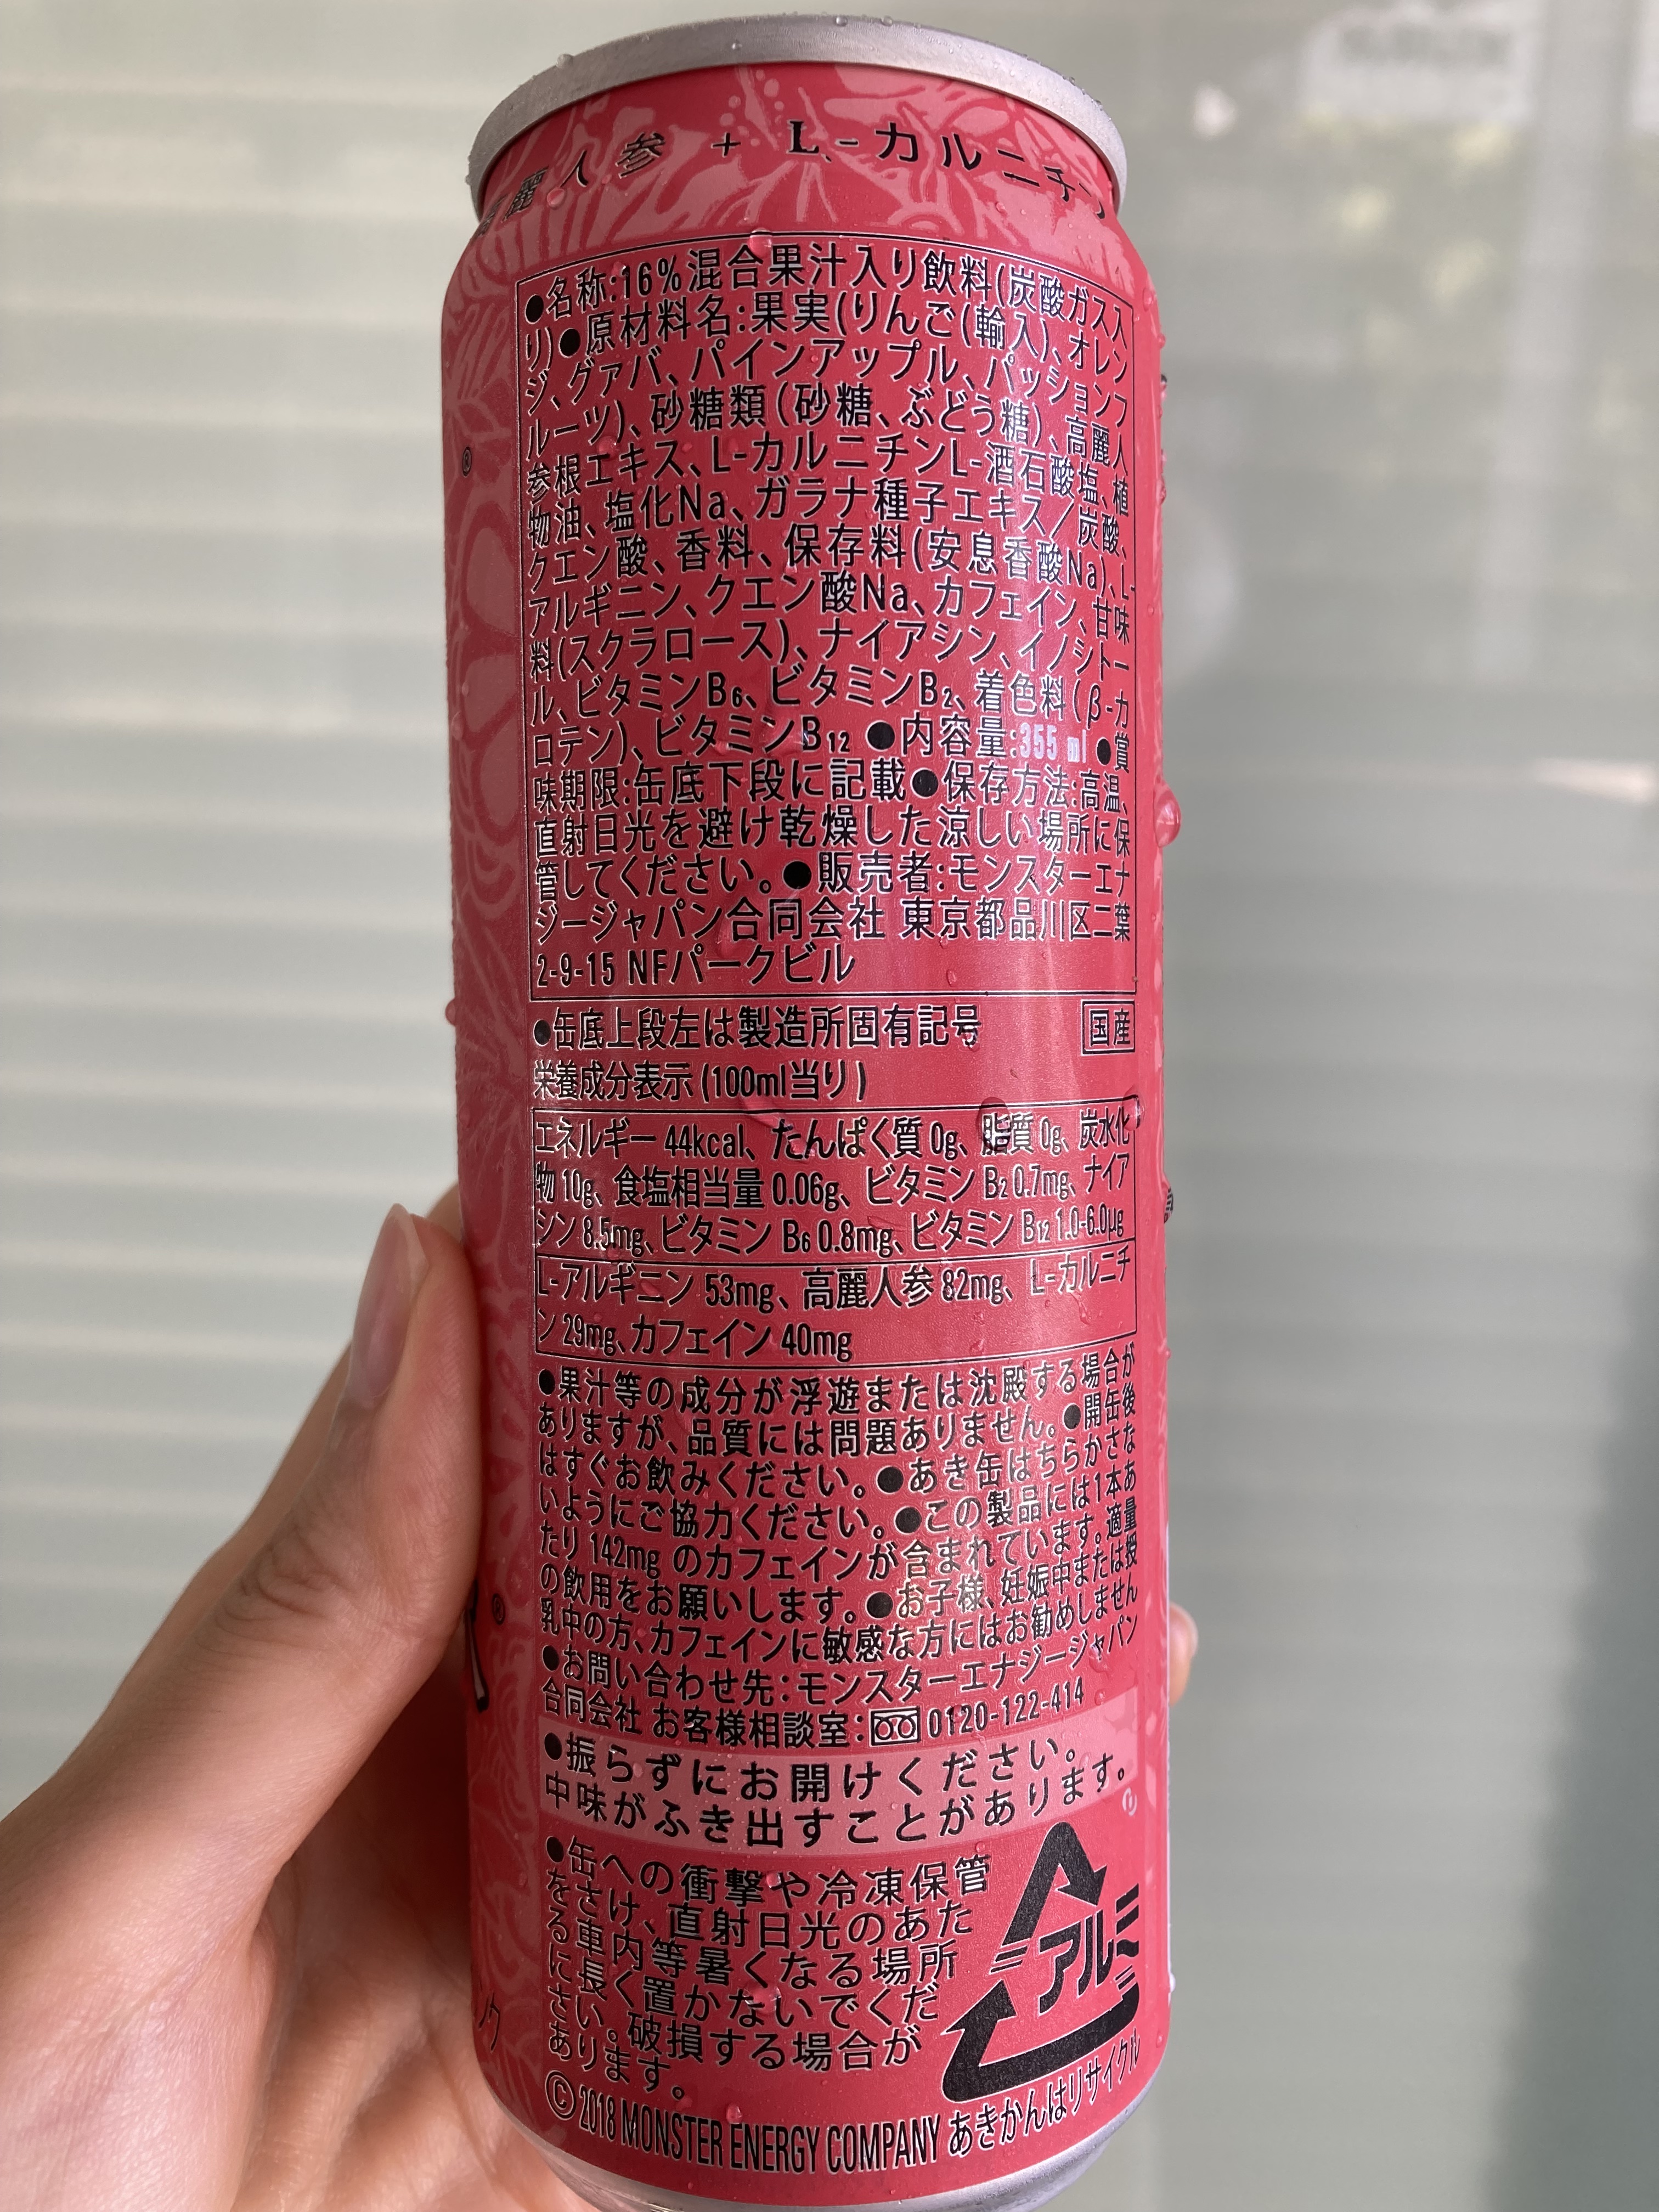 麗人参 + L-カルニチン
●名称:16%混合果汁入り飲料(炭酸ガス入
り)●原材料名:果実(りんご(輸入)、オレン
ジ、グァバ、パインアップル、パッションフ
ルーツ)、砂糖類(砂糖、ぶどう糖)、高麗人
参根エキス、L-カルニチンL-酒石酸塩、植
物油、塩化Na、ガラナ種子エキス/炭酸、
クエン酸、香料、保存料(安息香酸Na)、L-
アルギニン、クエン酸Na、カフェイン、甘味
料(スクラロース)、ナイアシン、イノシトー
ル、ビタミンB6、ビタミンB2、着色料(β-カ
ロテン)、ビタミンB12 ●内容量:355 ml ●賞
味期限:缶底下段に記載●保存方法:高温、
直射日光を避け乾燥した涼しい場所に保
管してください。●販売者:モンスターエナ
ジージャパン合同会社 東京都品川区二葉
2-9-15 NFパークビル
●缶底上段左は製造所固有記号 国産
栄養成分表示(100ml当り)
エネルギー 44kcal、たんぱく質 0g、脂質 0g、炭水化
物 10g、食塩相当量 0.06g、ビタミン B2 0.7mg、ナイア
シン 8.5mg、ビタミン B6 0.8mg、ビタミン B12 1.0-6.0μg
L-アルギニン 53mg、高麗人参 82mg、L-カルニチ
ン 29mg、カフェイン 40mg
●果汁等の成分が浮遊または沈殿する場合が
ありますが、品質には問題ありません。●開缶後
はすぐお飲みください。●あき缶はちらかさな
いようにご協力ください。●この製品には1本あ
たり 142mg のカフェインが含まれています。適量
の飲用をお願いします。●お子様、妊娠中または授
乳中の方、カフェインに敏感な方にはお勧めしません
●お問い合わせ先:モンスターエナジージャパン
合同会社 お客様相談室: 0120-122-414
●振らずにお開けください。
中味がふき出すことがあります。
●缶への衝撃や冷凍保管
をさけ、直射日光のあた
る車内等暑くなる場所
に長く置かないでくだ
さい。破損する場合が
あります。
アルミ
あきかんはリサイクル
© 2018 MONSTER ENERGY COMPANY